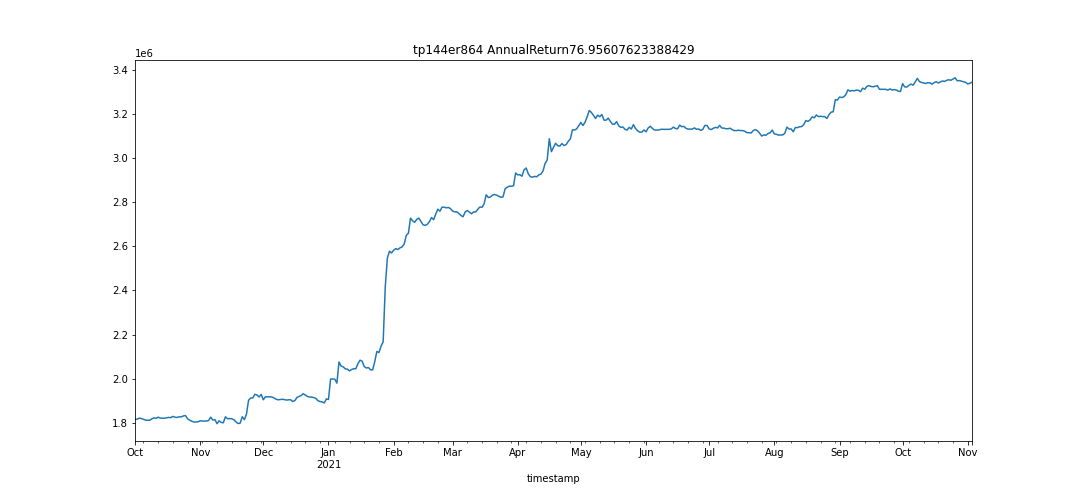 tp144er864 AnnualReturn76.95607623388429
1e6
3.4
3.2
3.0
2.8
2.6
2.4
2.2
2.0
1.8
Oct Nov Dec Jan Feb Mar Apr May Jun Jul Aug Sep Oct Nov
2021
timestamp